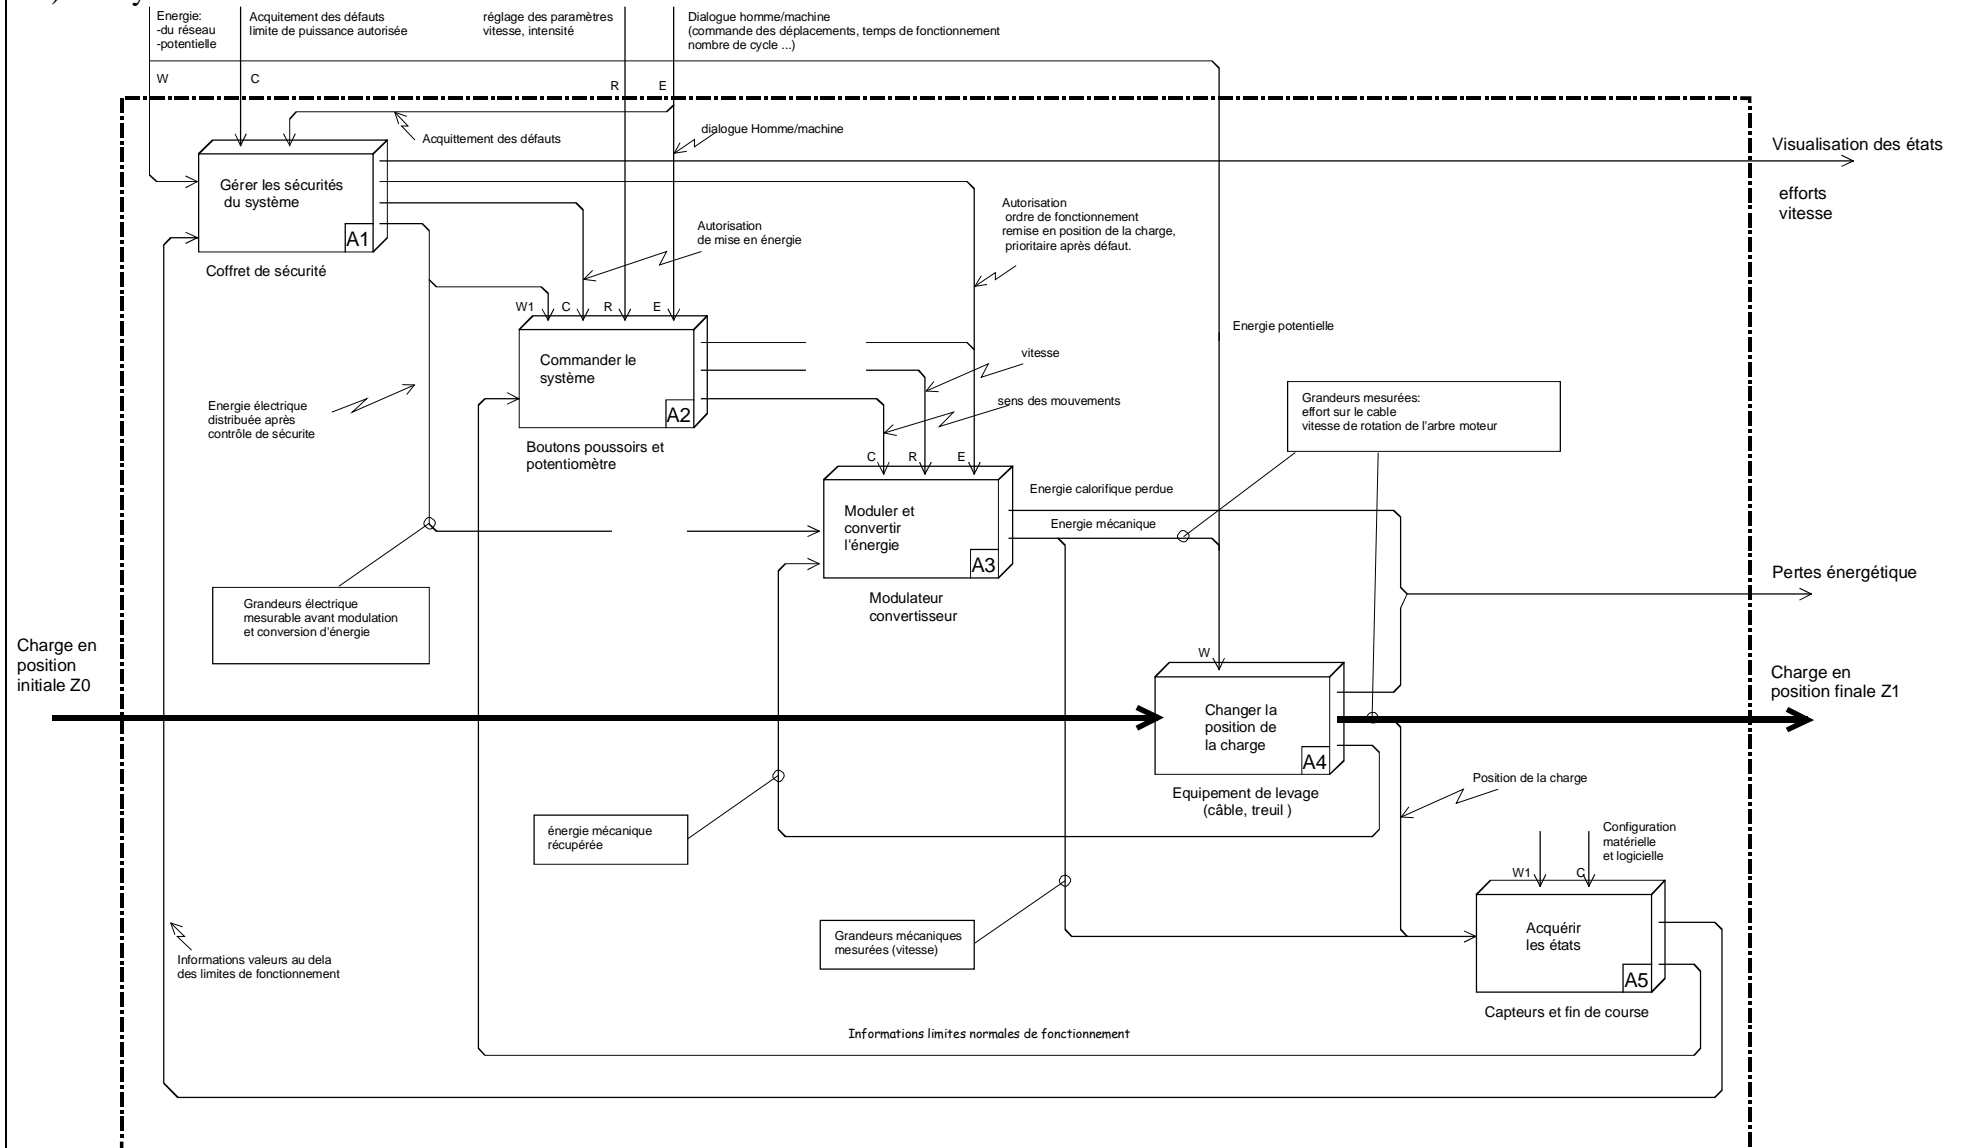 Energie:
-du réseau
-potentielle
Acquitement des défauts
limite de puissance autorisée
réglage des paramètres
vitesse, intensité
Dialogue homme/machine
(commande des déplacements, temps de fonctionnement
nombre de cycle ...)
W
C
R
E
Acquittement des défauts
dialogue Homme/machine
Visualisation des états
efforts
vitesse
Gérer les sécurités
du système
A1
Coffret de sécurité
Autorisation
de mise en énergie
Autorisation
ordre de fonctionnement
remise en position de la charge,
prioritaire après défaut.
W1
C
R
E
Commander le
système
A2
Boutons poussoirs et
potentiomètre
Energie potentielle
vitesse
sens des mouvements
Energie électrique
distribuée après
contrôle de sécurite
Grandeurs mesurées:
effort sur le cable
vitesse de rotation de l'arbre moteur
C
R
E
Moduler et
convertir
l'énergie
A3
Modulateur
convertisseur
Energie calorifique perdue
Energie mécanique
Pertes énergétique
Grandeurs électrique
mesurable avant modulation
et conversion d'énergie
Charge en
position
initiale Z0
W
Changer la
position de
la charge
A4
Equipement de levage
(câble, treuil )
Charge en
position finale Z1
Position de la charge
énergie mécanique
récupérée
Configuration
matérielle
et logicielle
W1
C
Acquérir
les états
A5
Capteurs et fin de course
Grandeurs mécaniques
mesurées (vitesse)
Informations valeurs au dela
des limites de fonctionnement
Informations limites normales de fonctionnement